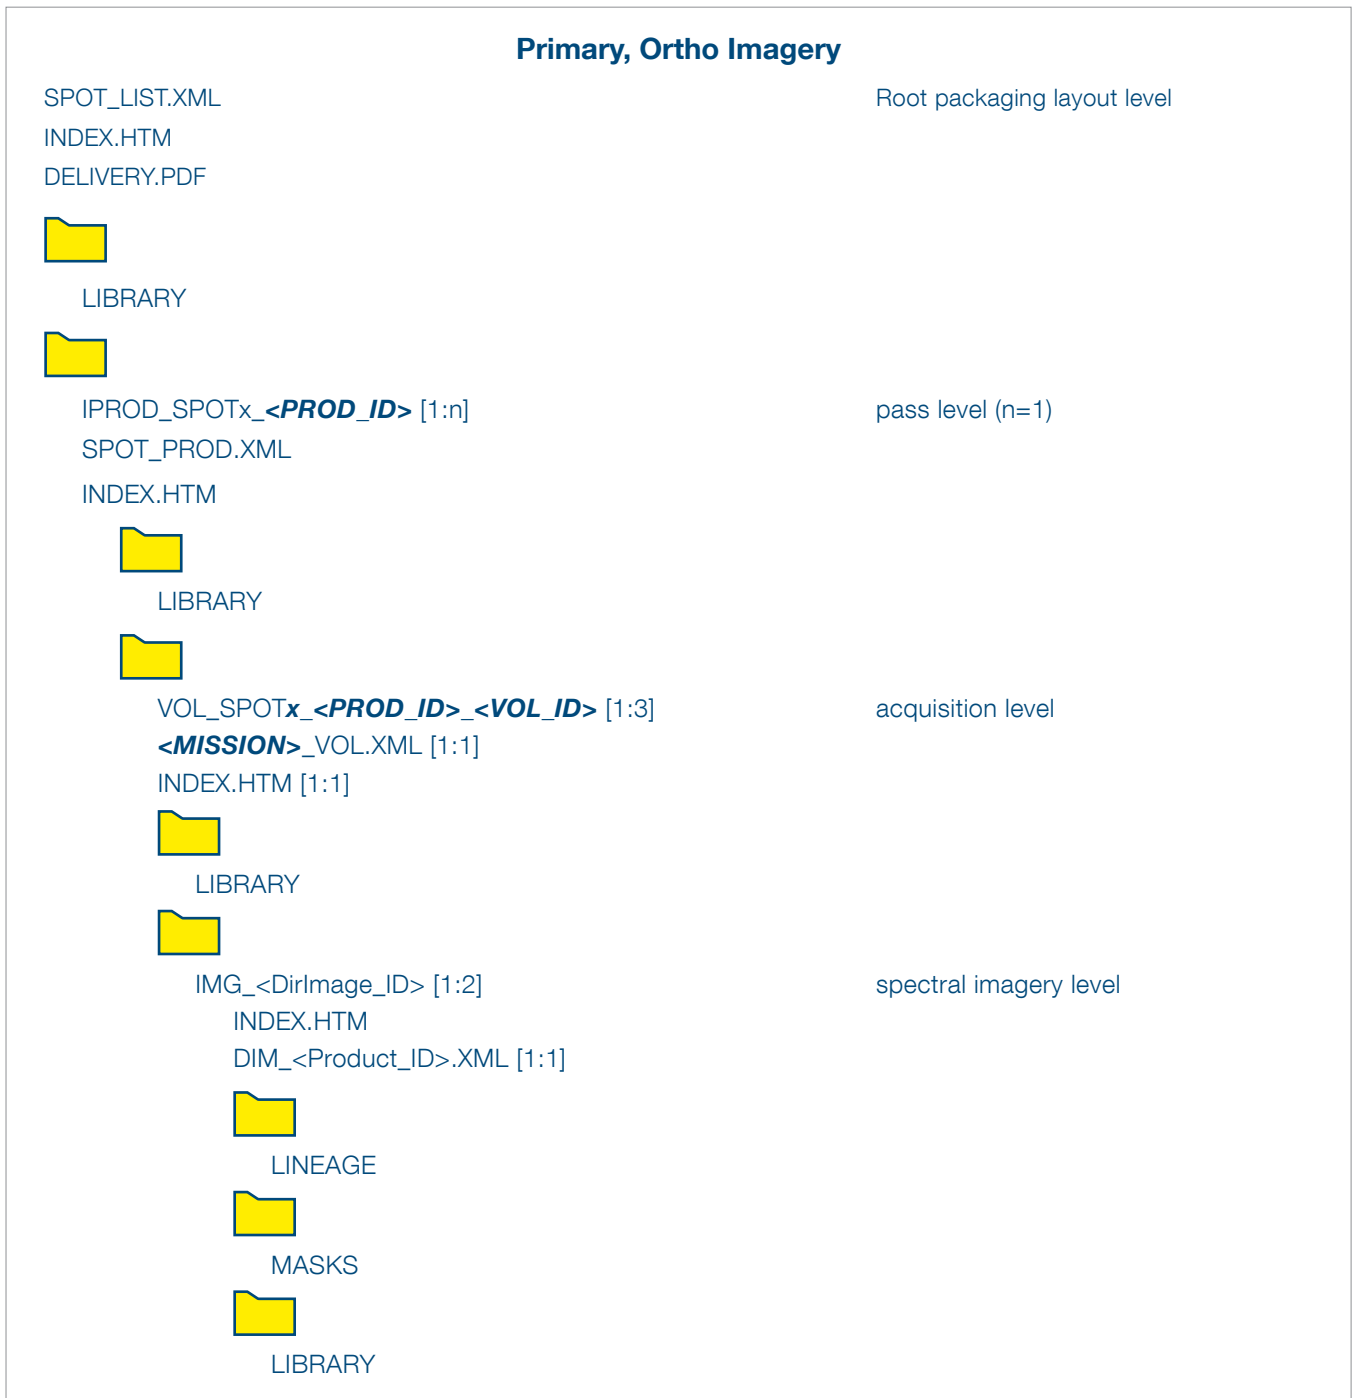 Primary, Ortho Imagery
SPOT_LIST.XML Root packaging layout level
INDEX.HTM
DELIVERY.PDF
LIBRARY
IPROD_SPOTx_<PROD_ID> [1:n] pass level (n=1)
SPOT_PROD.XML
INDEX.HTM
LIBRARY
VOL_SPOTx_<PROD_ID>_<VOL_ID> [1:3] acquisition level
<MISSION>_VOL.XML [1:1]
INDEX.HTM [1:1]
LIBRARY
IMG_<DirImage_ID> [1:2] spectral imagery level
INDEX.HTM
DIM_<Product_ID>.XML [1:1]
LINEAGE
MASKS
LIBRARY